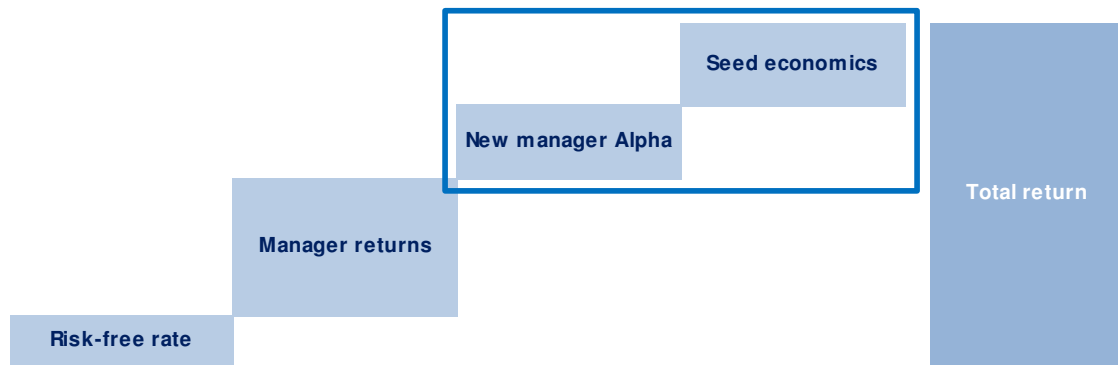 Seed economics
New manager Alpha
Total return
Manager returns
Risk-free rate